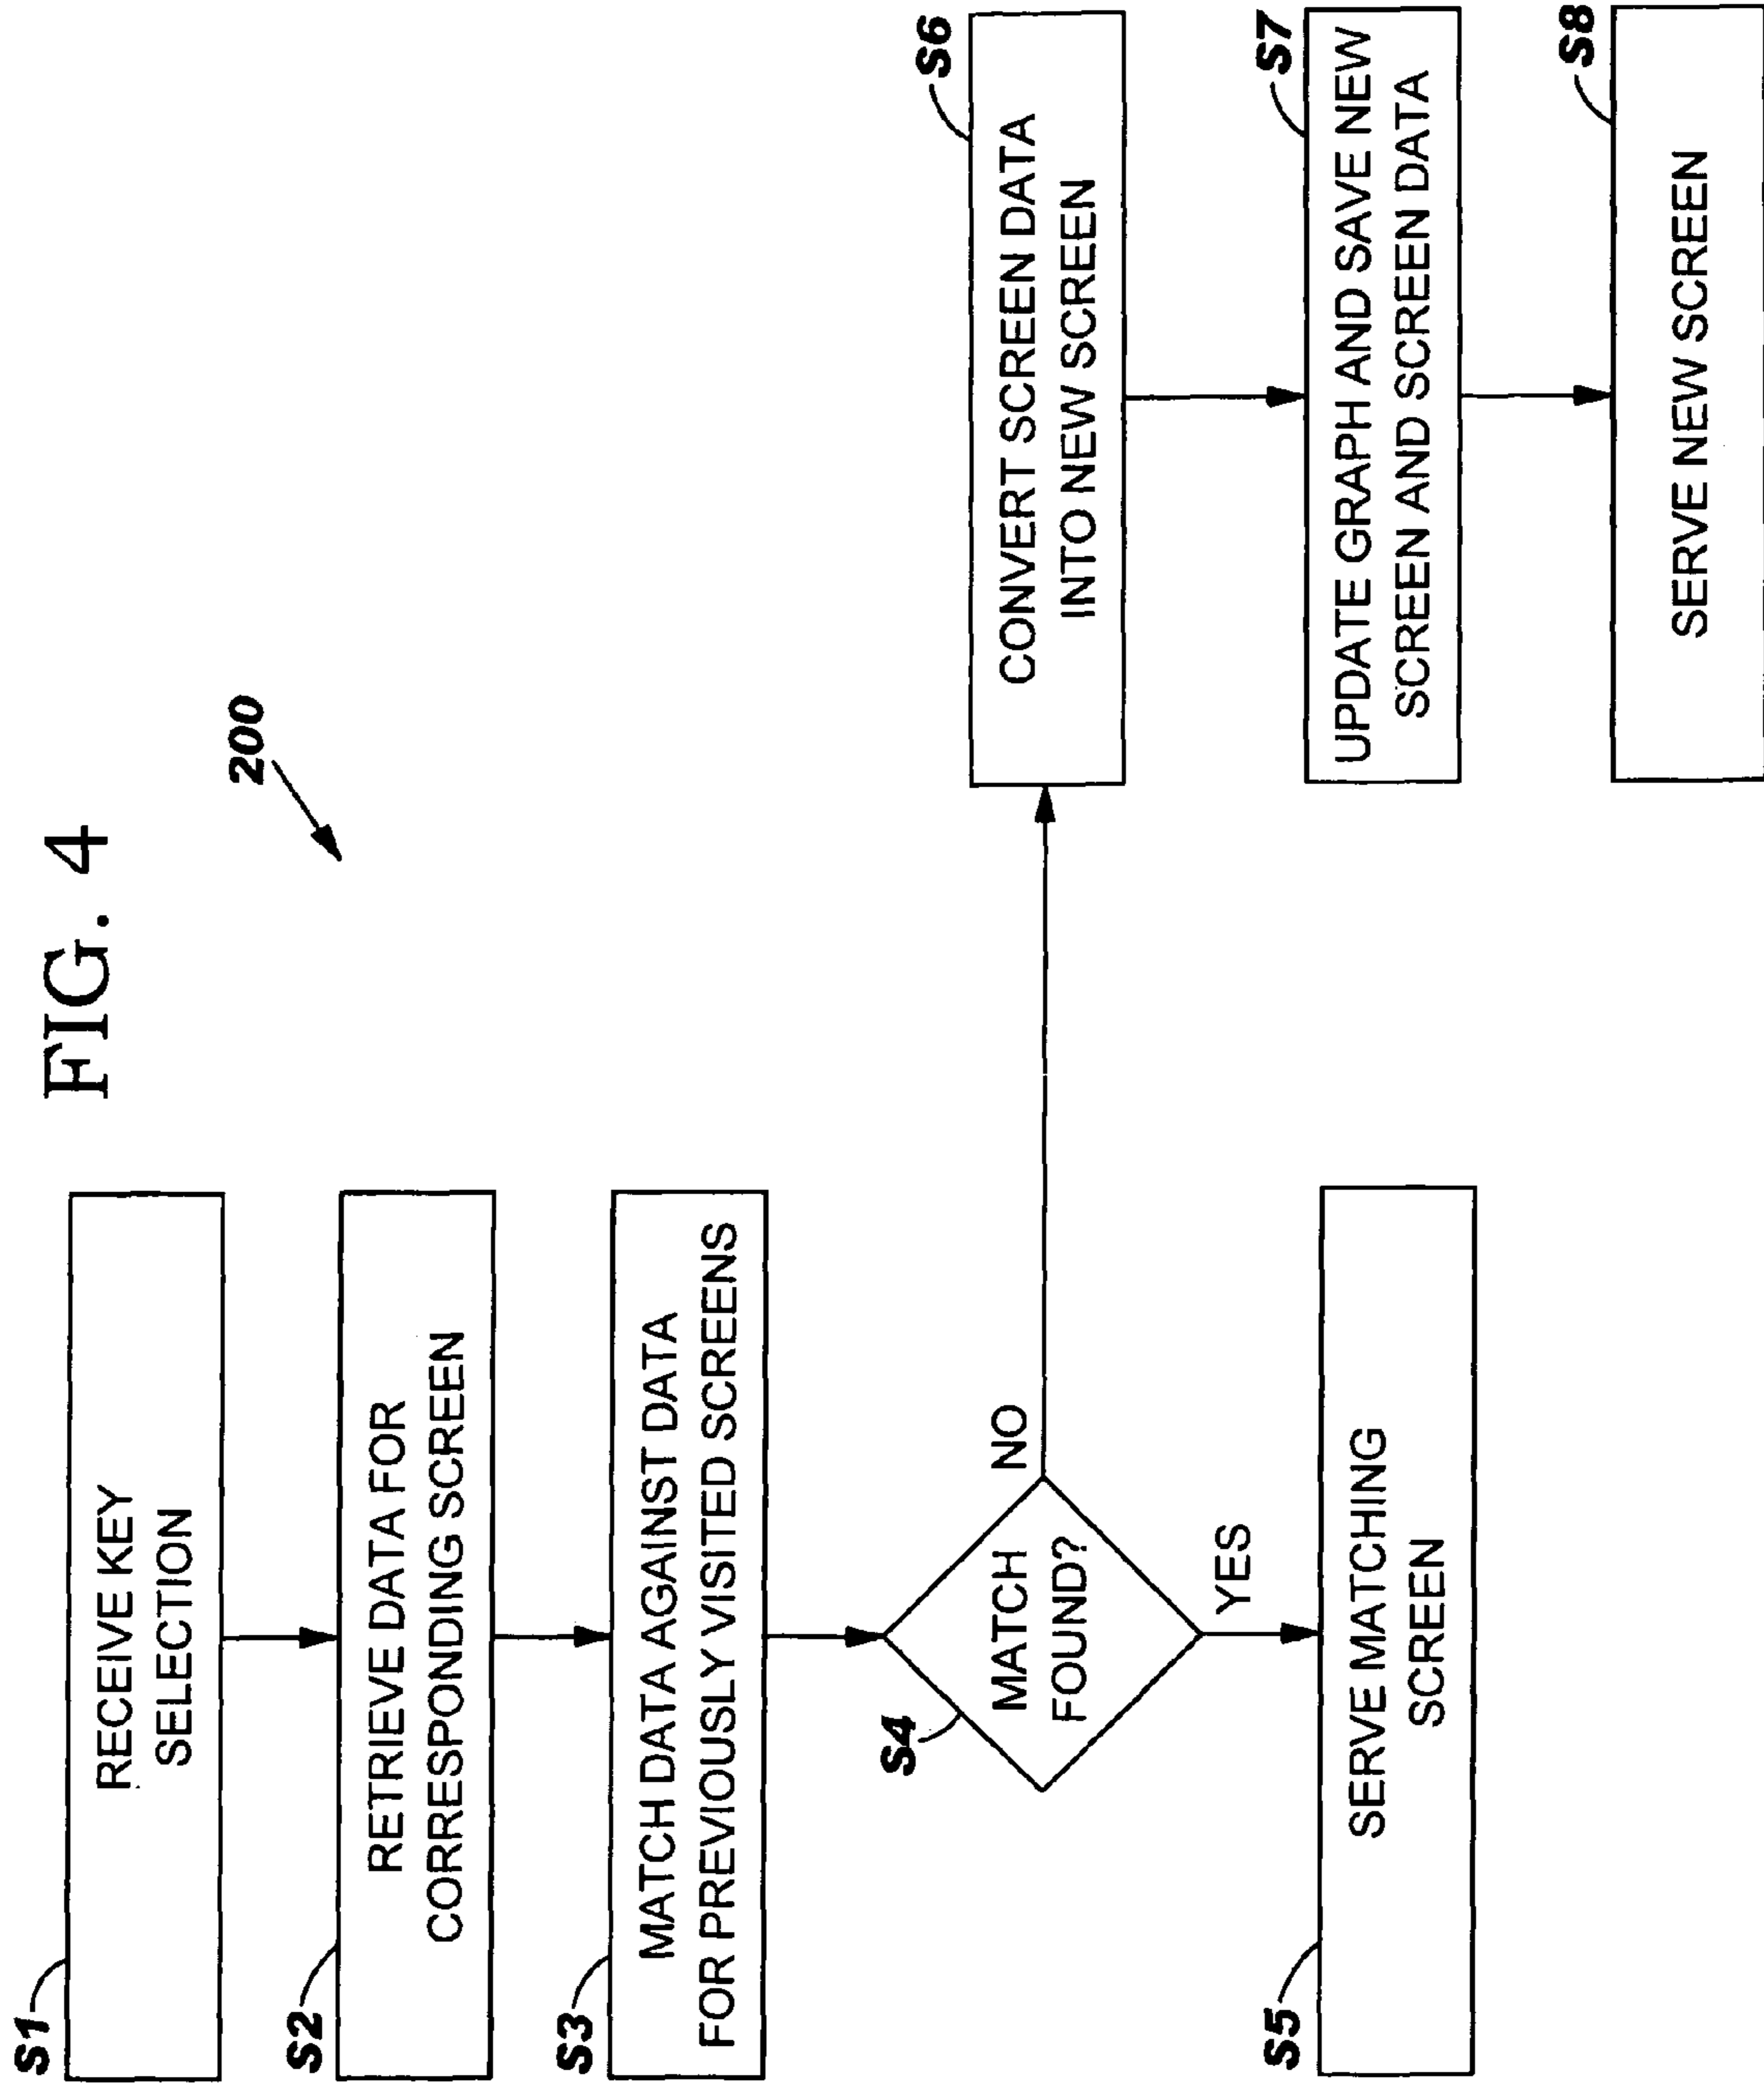 FIG. 4
200
S1
RECEIVE KEY
SELECTION
S2
RETRIEVE DATA FOR
CORRESPONDING SCREEN
S3
MATCH DATA AGAINST DATA
FOR PREVIOUSLY VISITED SCREENS
S4
MATCH
FOUND?
NO
YES
S5
SERVE MATCHING
SCREEN
S6
CONVERT SCREEN DATA
INTO NEW SCREEN
S7
UPDATE GRAPH AND SAVE NEW
SCREEN AND SCREEN DATA
S8
SERVE NEW SCREEN